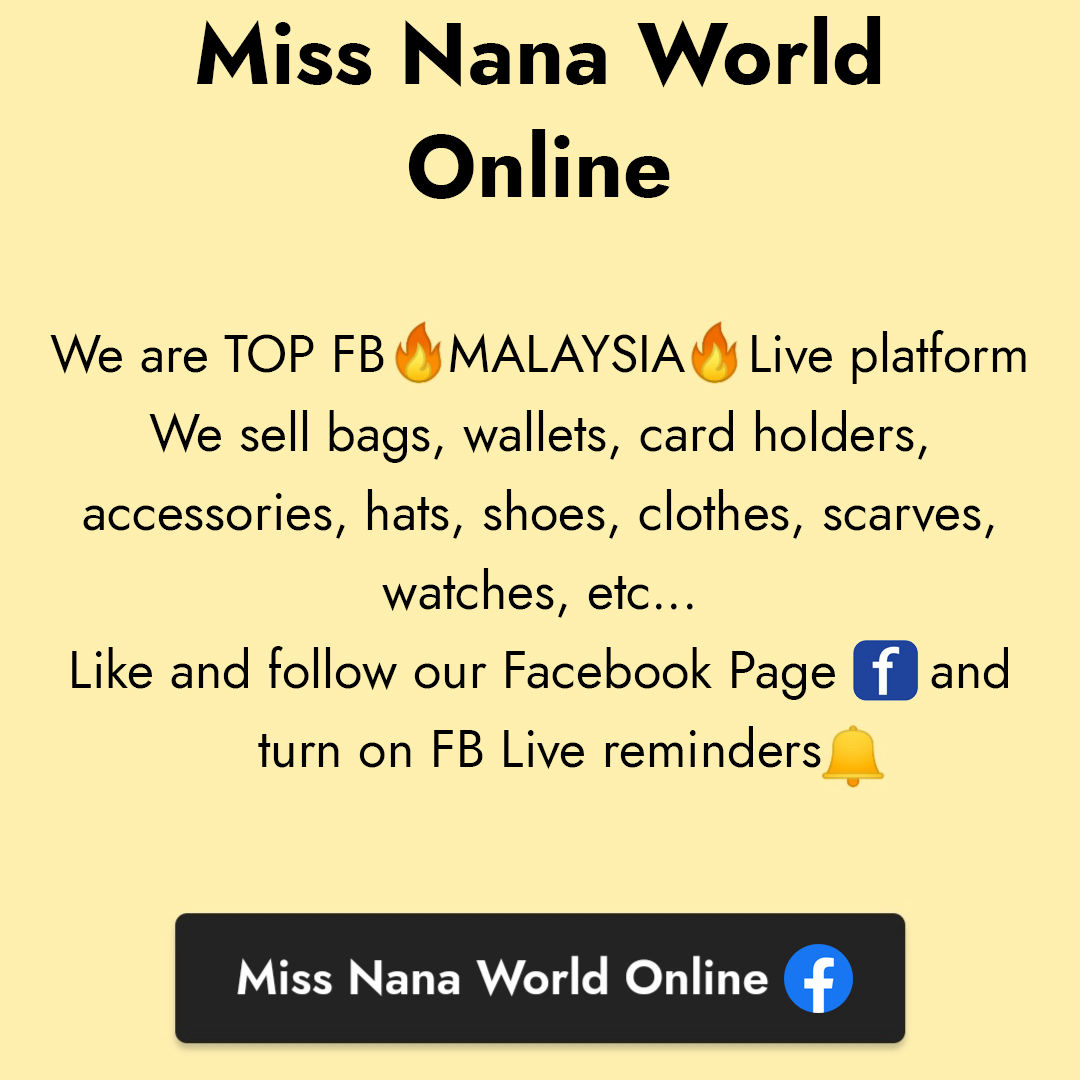 Miss Nana World
Online
We are TOP FB🔥MALAYSIA🔥Live platform
We sell bags, wallets, card holders,
accessories, hats, shoes, clothes, scarves,
watches, etc...
Like and follow our Facebook Page f and
turn on FB Live reminders🔔
Miss Nana World Online f